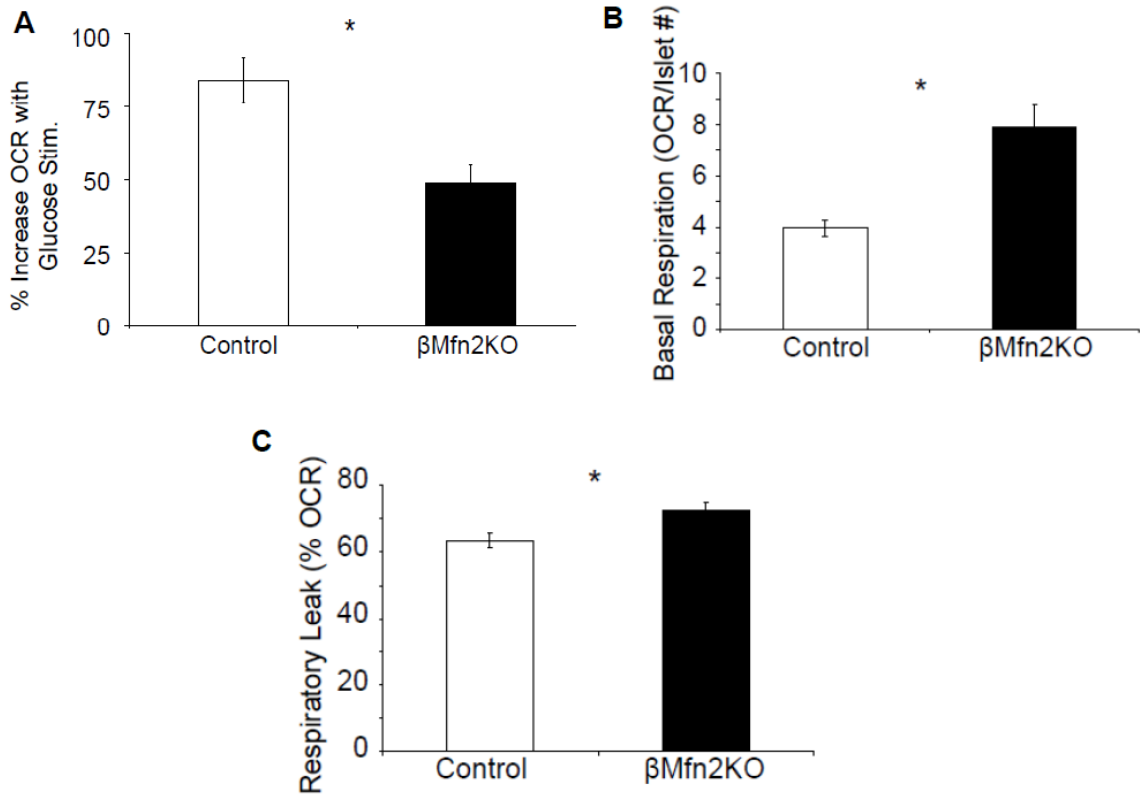 A
*
% Increase OCR with
Glucose Stim.
100
75
50
25
0
Control βMfn2KO
B
*
Basal Respiration (OCR/Islet #)
10
8
6
4
2
0
Control βMfn2KO
C
*
Respiratory Leak (% OCR)
80
60
40
20
0
Control βMfn2KO